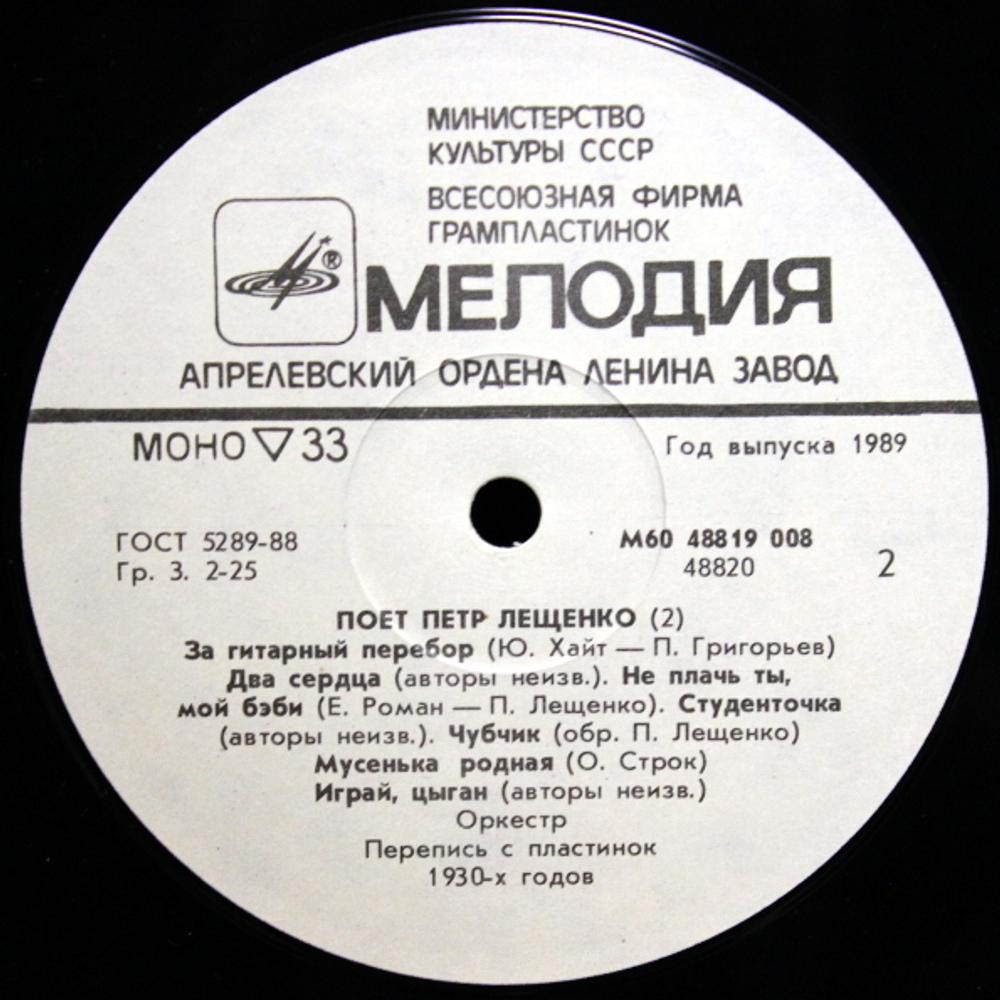 МИНИСТЕРСТВО
КУЛЬТУРЫ СССР
ВСЕСОЮЗНАЯ ФИРМА
ГРАМПЛАСТИНОК
®
МЕЛОДИЯ
АПРЕЛЕВСКИЙ ОРДЕНА ЛЕНИНА ЗАВОД
МОНО ▽ 33
Год выпуска 1989
ГОСТ 5289-88
Гр. 3. 2-25
М60 48819 008
48820
2
ПОЕТ ПЕТР ЛЕЩЕНКО (2)
За гитарный перебор (Ю. Хайт — П. Григорьев)
Два сердца (авторы неизв.). Не плачь ты,
мой бэби (Е. Роман — П. Лещенко). Студенточка
(авторы неизв.). Чубчик (обр. П. Лещенко)
Мусенька родная (О. Строк)
Играй, цыган (авторы неизв.)
Оркестр
Перепись с пластинок
1930-х годов